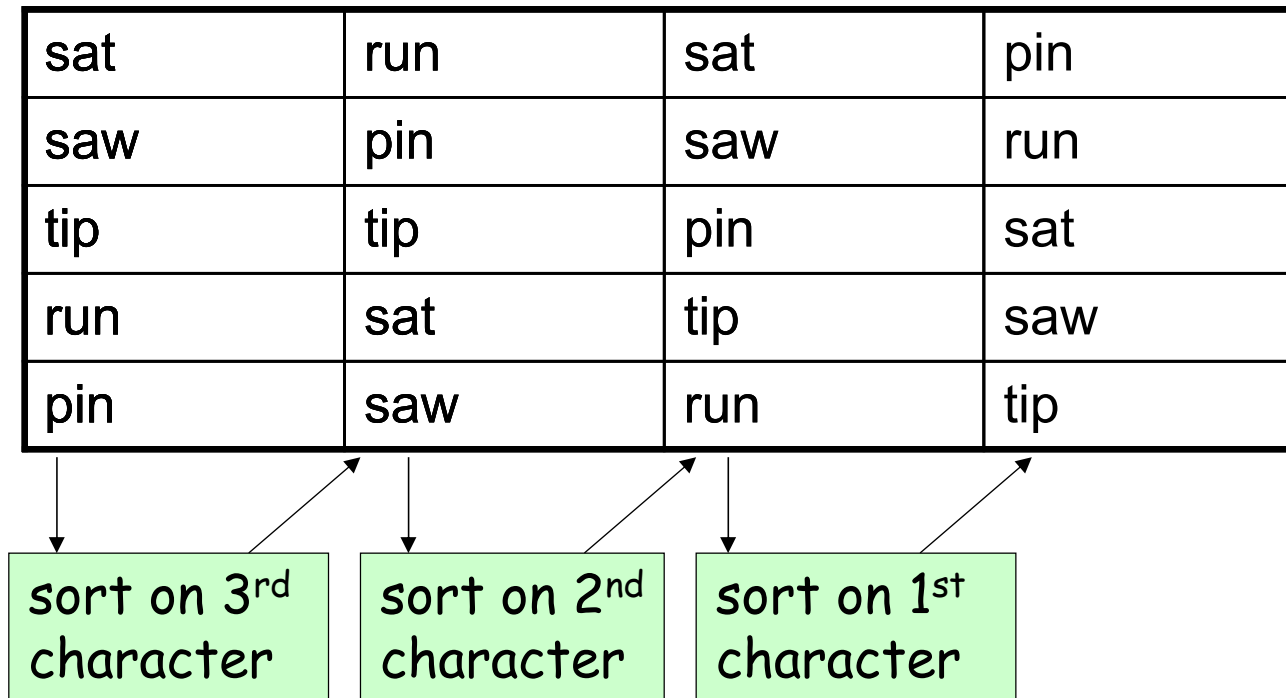 sat run sat pin
saw pin saw run
tip tip pin sat
run sat tip saw
pin saw run tip
sort on 3rd
character
sort on 2nd
character
sort on 1st
character